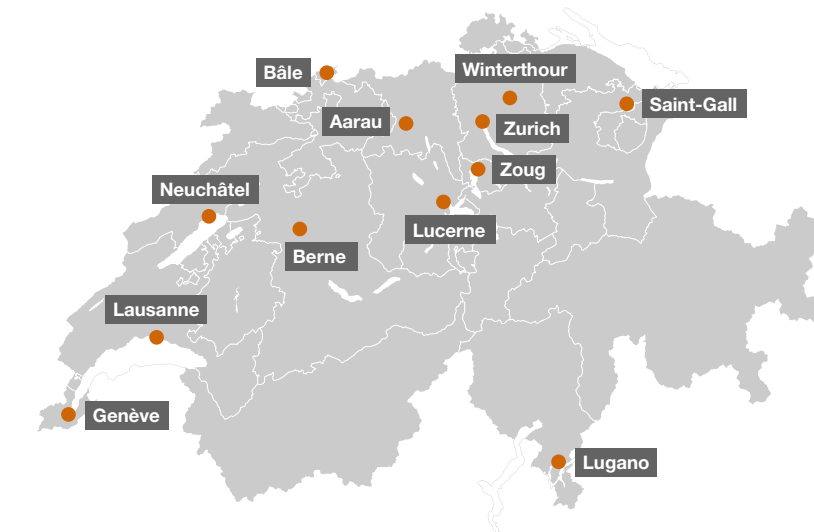 Winterthour
Bâle
Saint-Gall
Aarau
Zurich
Zoug
Neuchâtel
Lucerne
Berne
Lausanne
Genève
Lugano